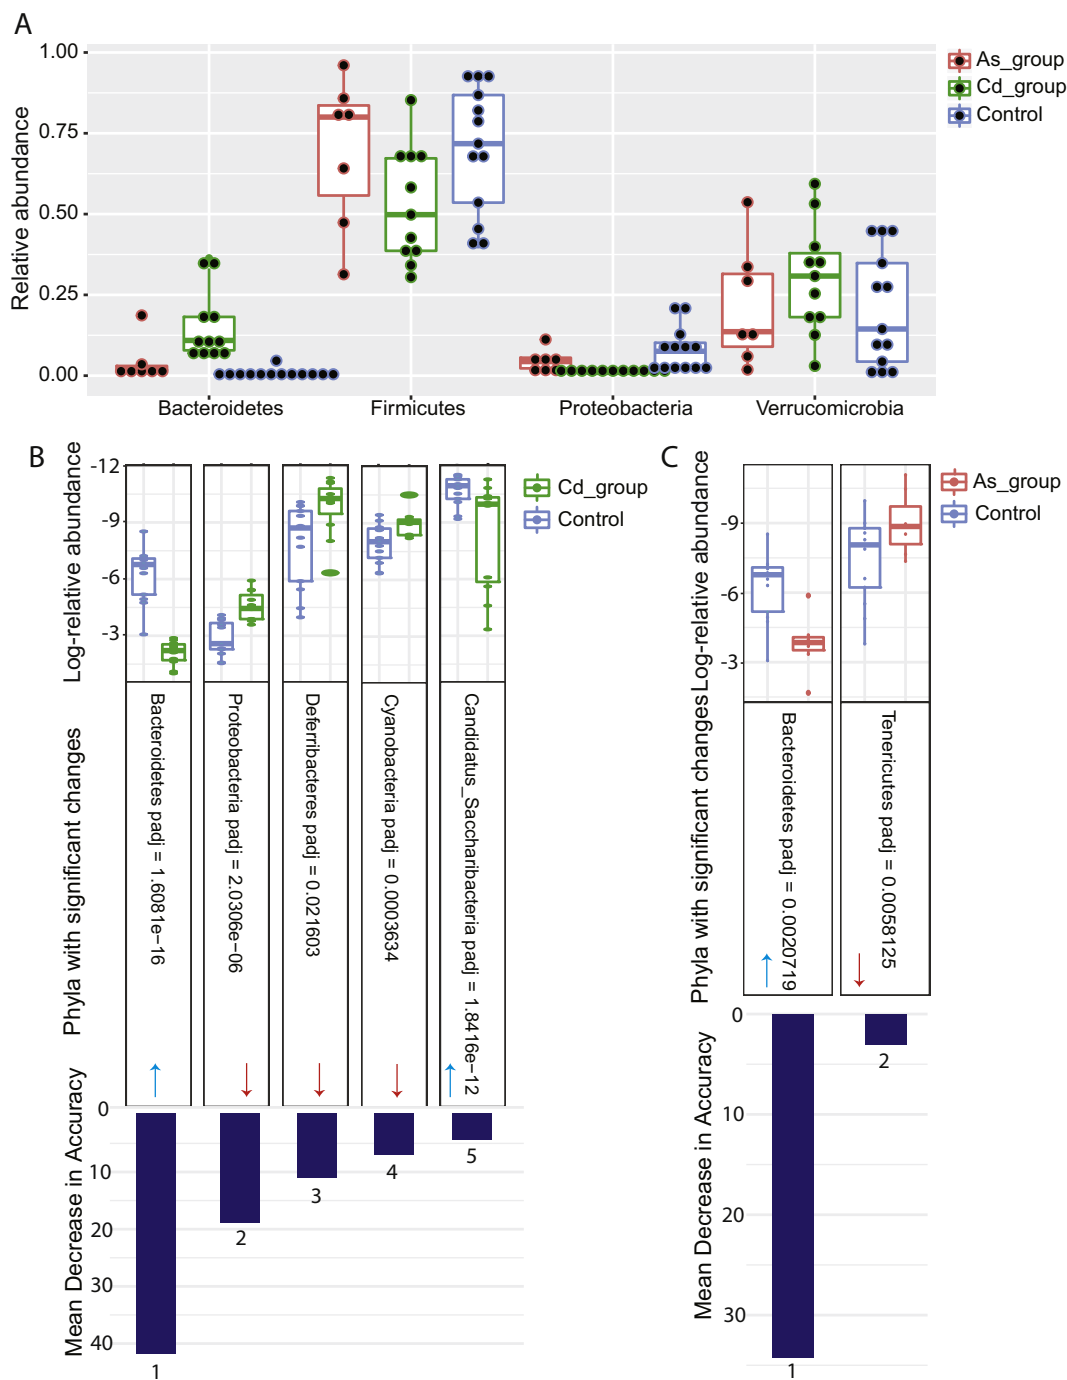 A
1.00
0.75
0.50
0.25
0.00
Relative abundance
Bacteroidetes
Firmicutes
Proteobacteria
Verrucomicrobia
As_group
Cd_group
Control
B
-12
-9
-6
-3
Log-relative abundance
Cd_group
Control
Phyla with significant changes
Bacteroidetes padj = 1.6081e−16
Proteobacteria padj = 2.0306e−06
Deferribacteres padj = 0.021603
Cyanobacteria padj = 0.0003634
Candidatus_Saccharibacteria padj = 1.8416e−12
Mean Decrease in Accuracy
0
10
20
30
40
1
2
3
4
5
C
-9
-6
-3
Log-relative abundance
As_group
Control
Phyla with significant changes
Bacteroidetes padj = 0.0020719
Tenericutes padj = 0.0058125
Mean Decrease in Accuracy
0
10
20
30
1
2